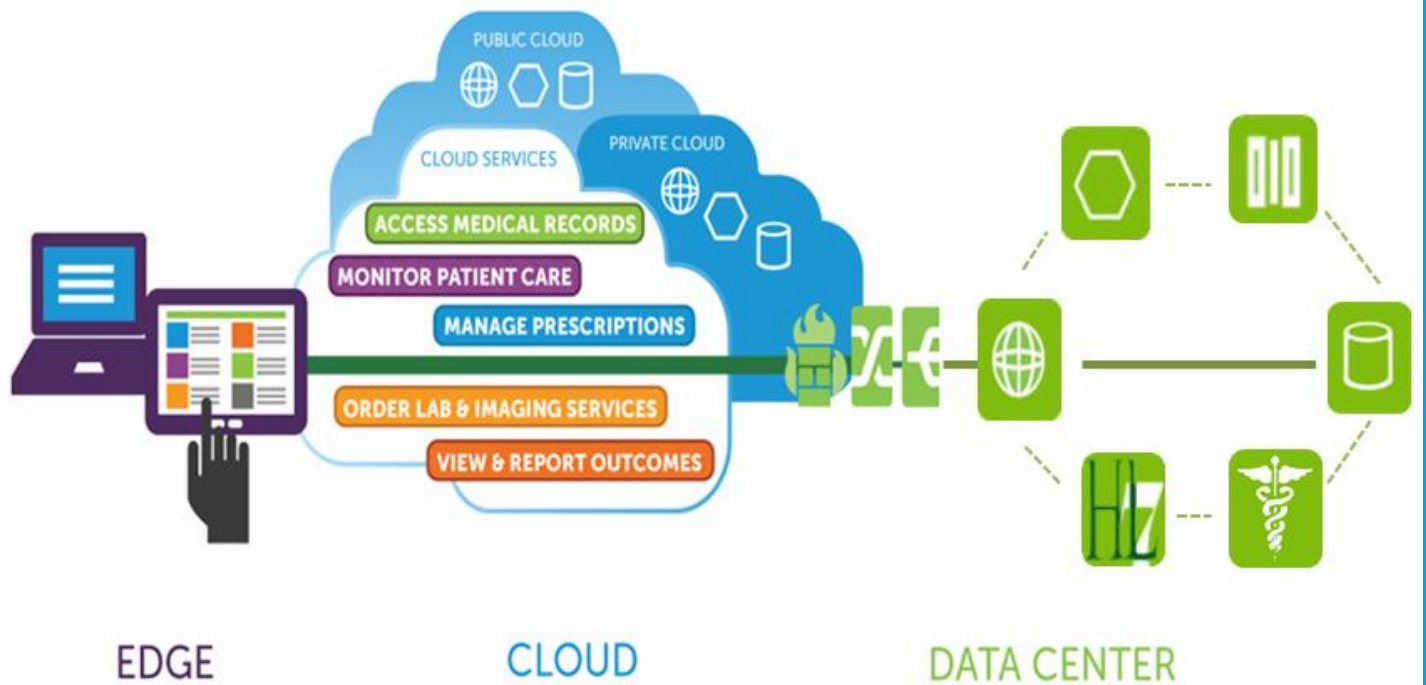 PUBLIC CLOUD
CLOUD SERVICES
PRIVATE CLOUD
ACCESS MEDICAL RECORDS
MONITOR PATIENT CARE
MANAGE PRESCRIPTIONS
ORDER LAB & IMAGING SERVICES
VIEW & REPORT OUTCOMES
HL7
EDGE
CLOUD
DATA CENTER